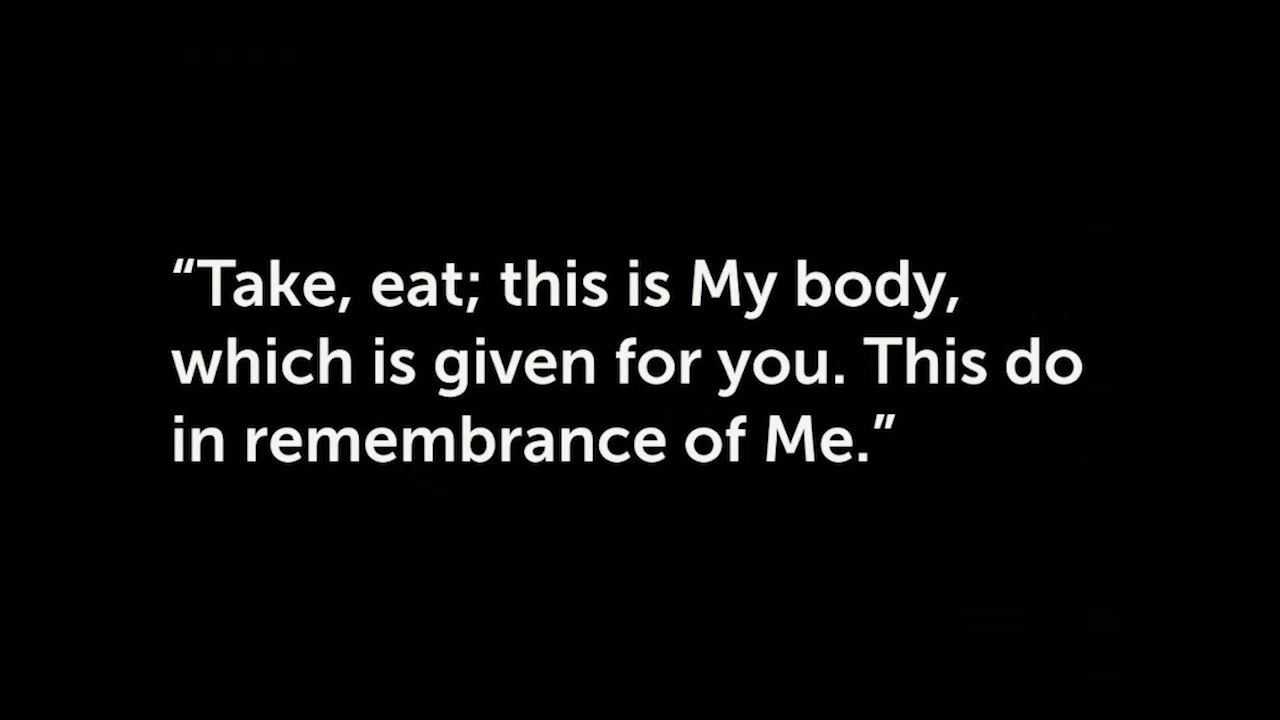 “Take, eat; this is My body,
which is given for you. This do
in remembrance of Me.”